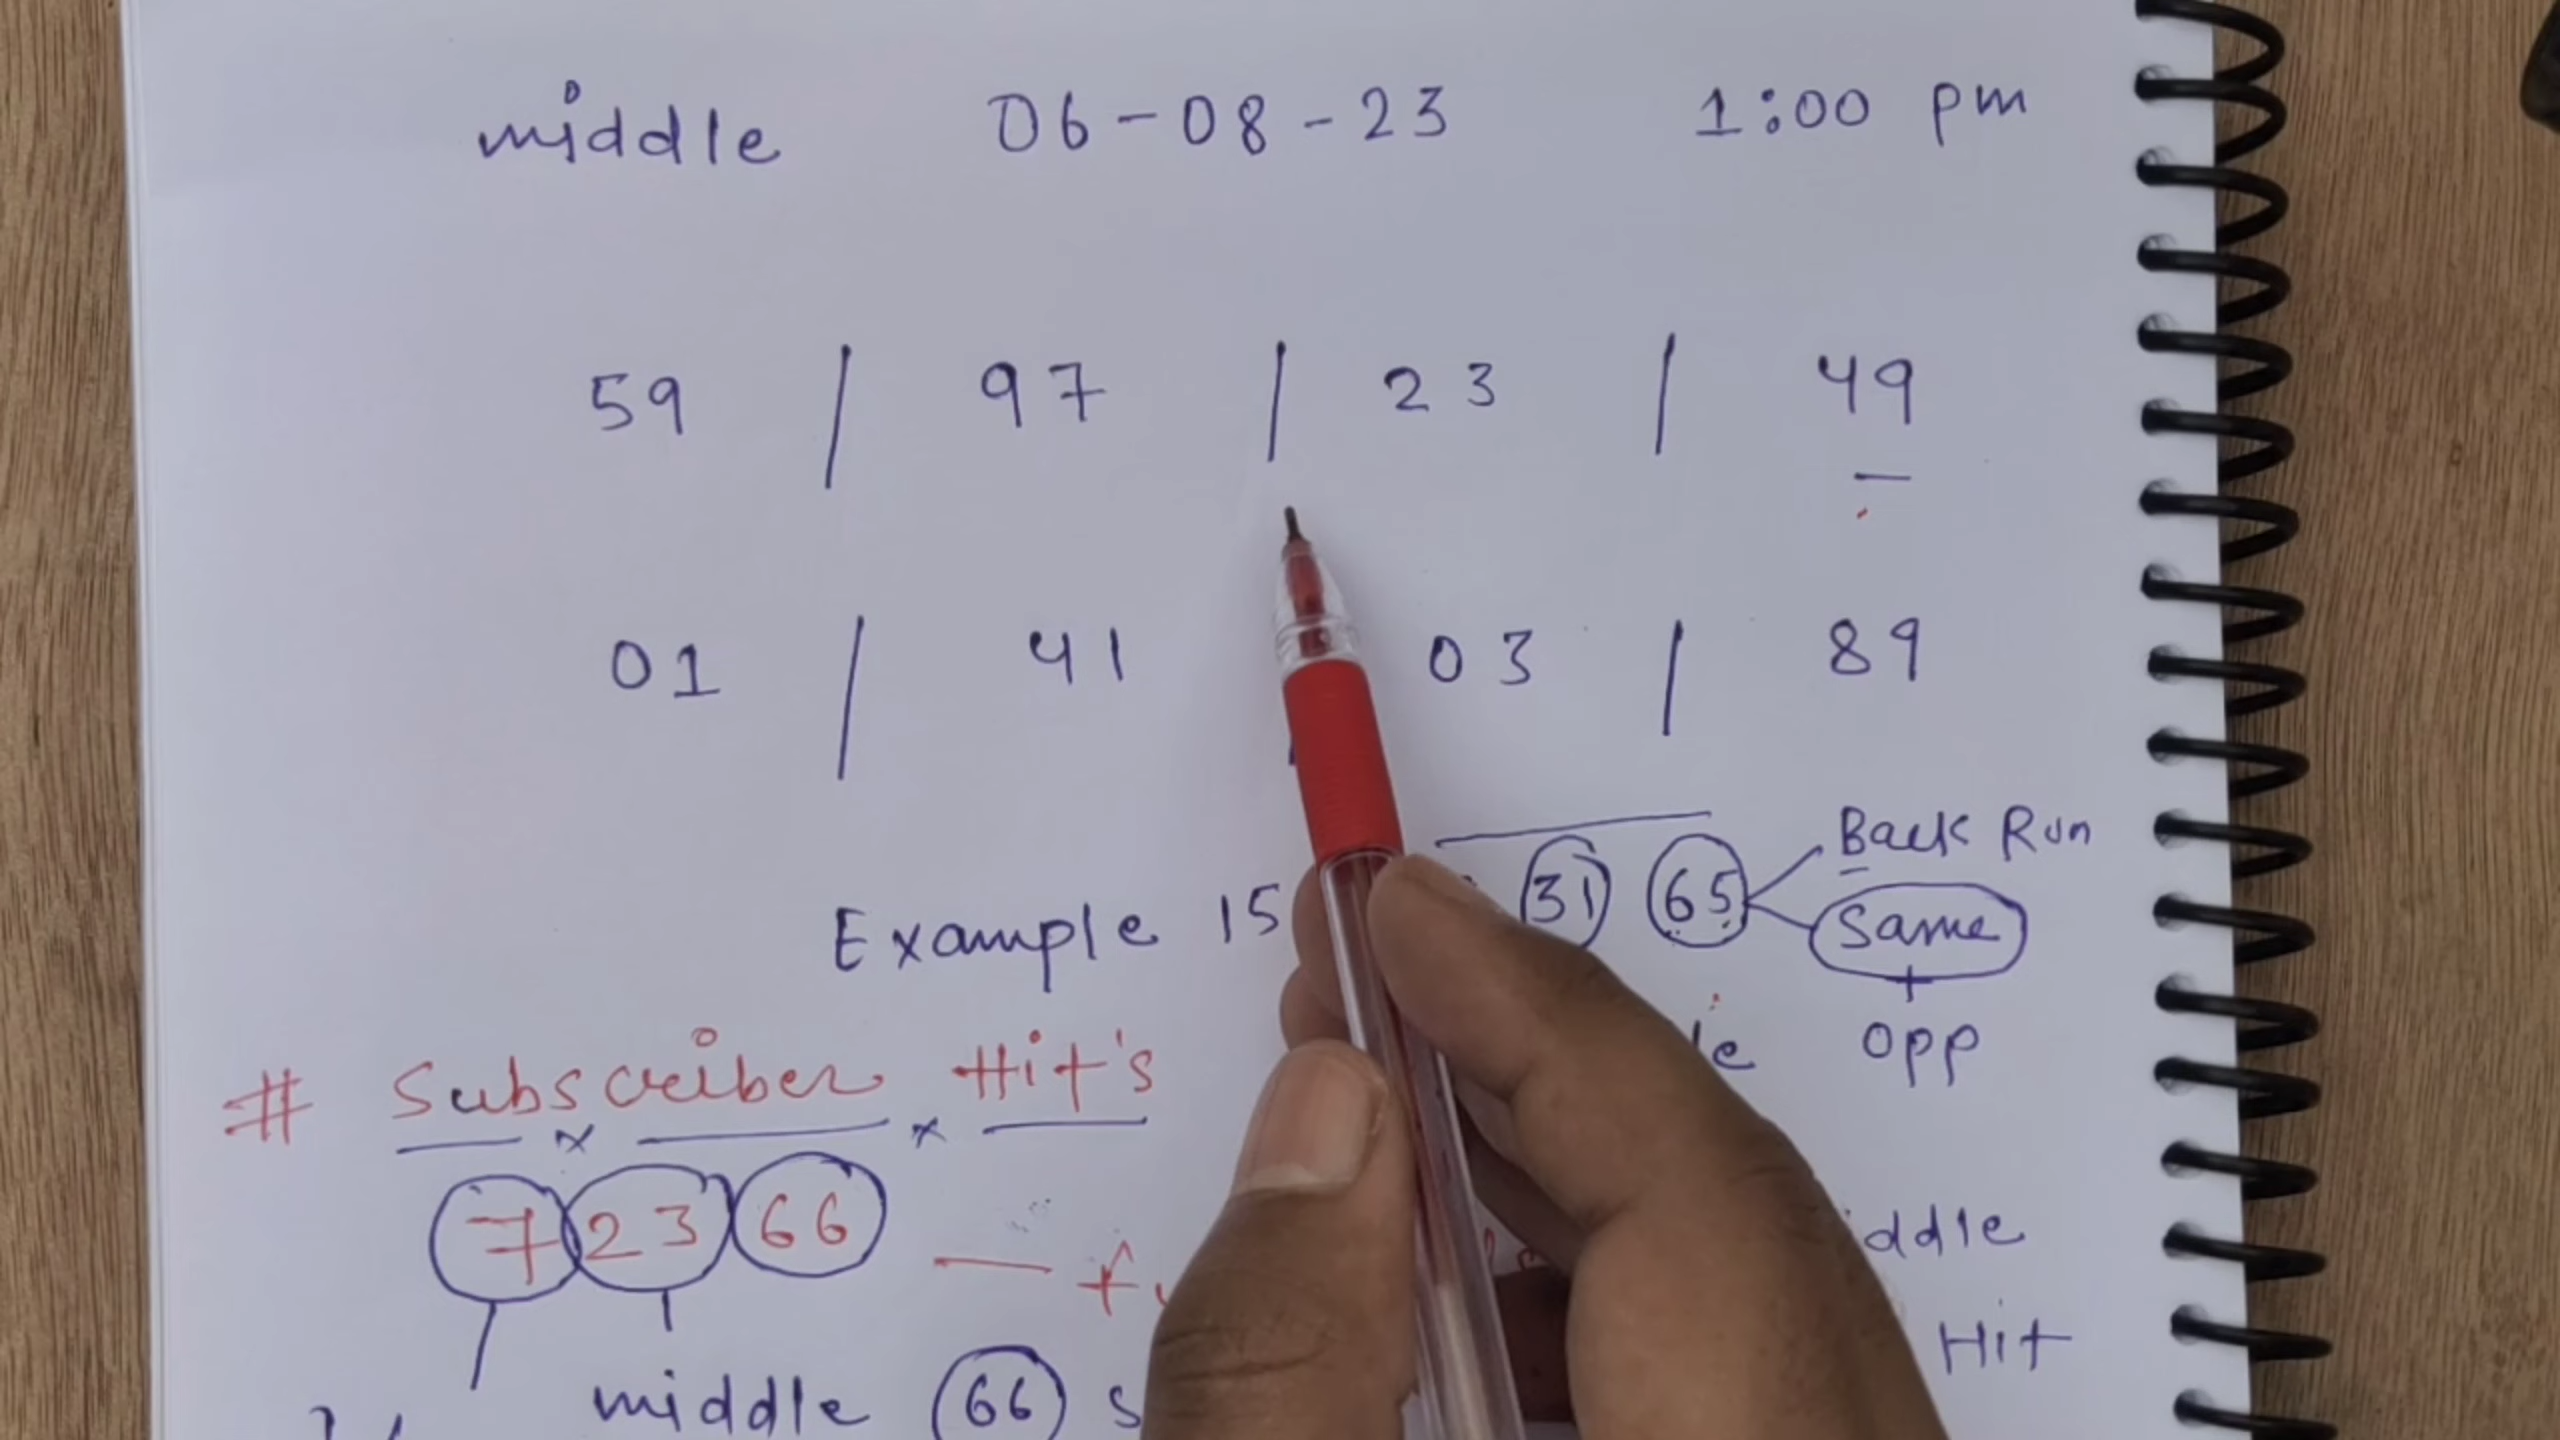 middle 06-08-23 1:00 pm
59 / 97 / 23 / 49
01 / 41 03 / 89
Example 15 31 65 Back Run
Same
+
opp
# Subscriber Hit's
7 23 66
Hit
middle 66